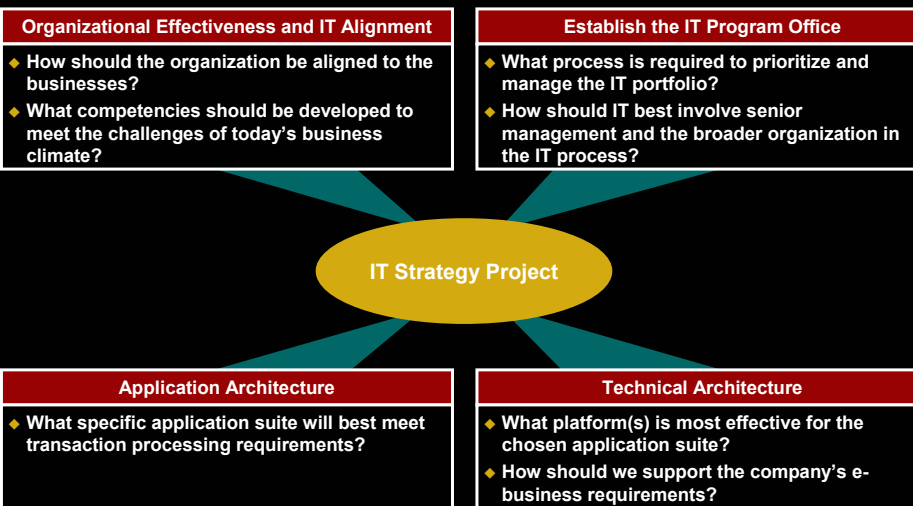 Organizational Effectiveness and IT Alignment
How should the organization be aligned to the
businesses?
What competencies should be developed to
meet the challenges of today's business
climate?
Establish the IT Program Office
What process is required to prioritize and
manage the IT portfolio?
How should IT best involve senior
management and the broader organization in
the IT process?
IT Strategy Project
Application Architecture
What specific application suite will best meet
transaction processing requirements?
Technical Architecture
What platform(s) is most effective for the
chosen application suite?
How should we support the company's e-
business requirements?